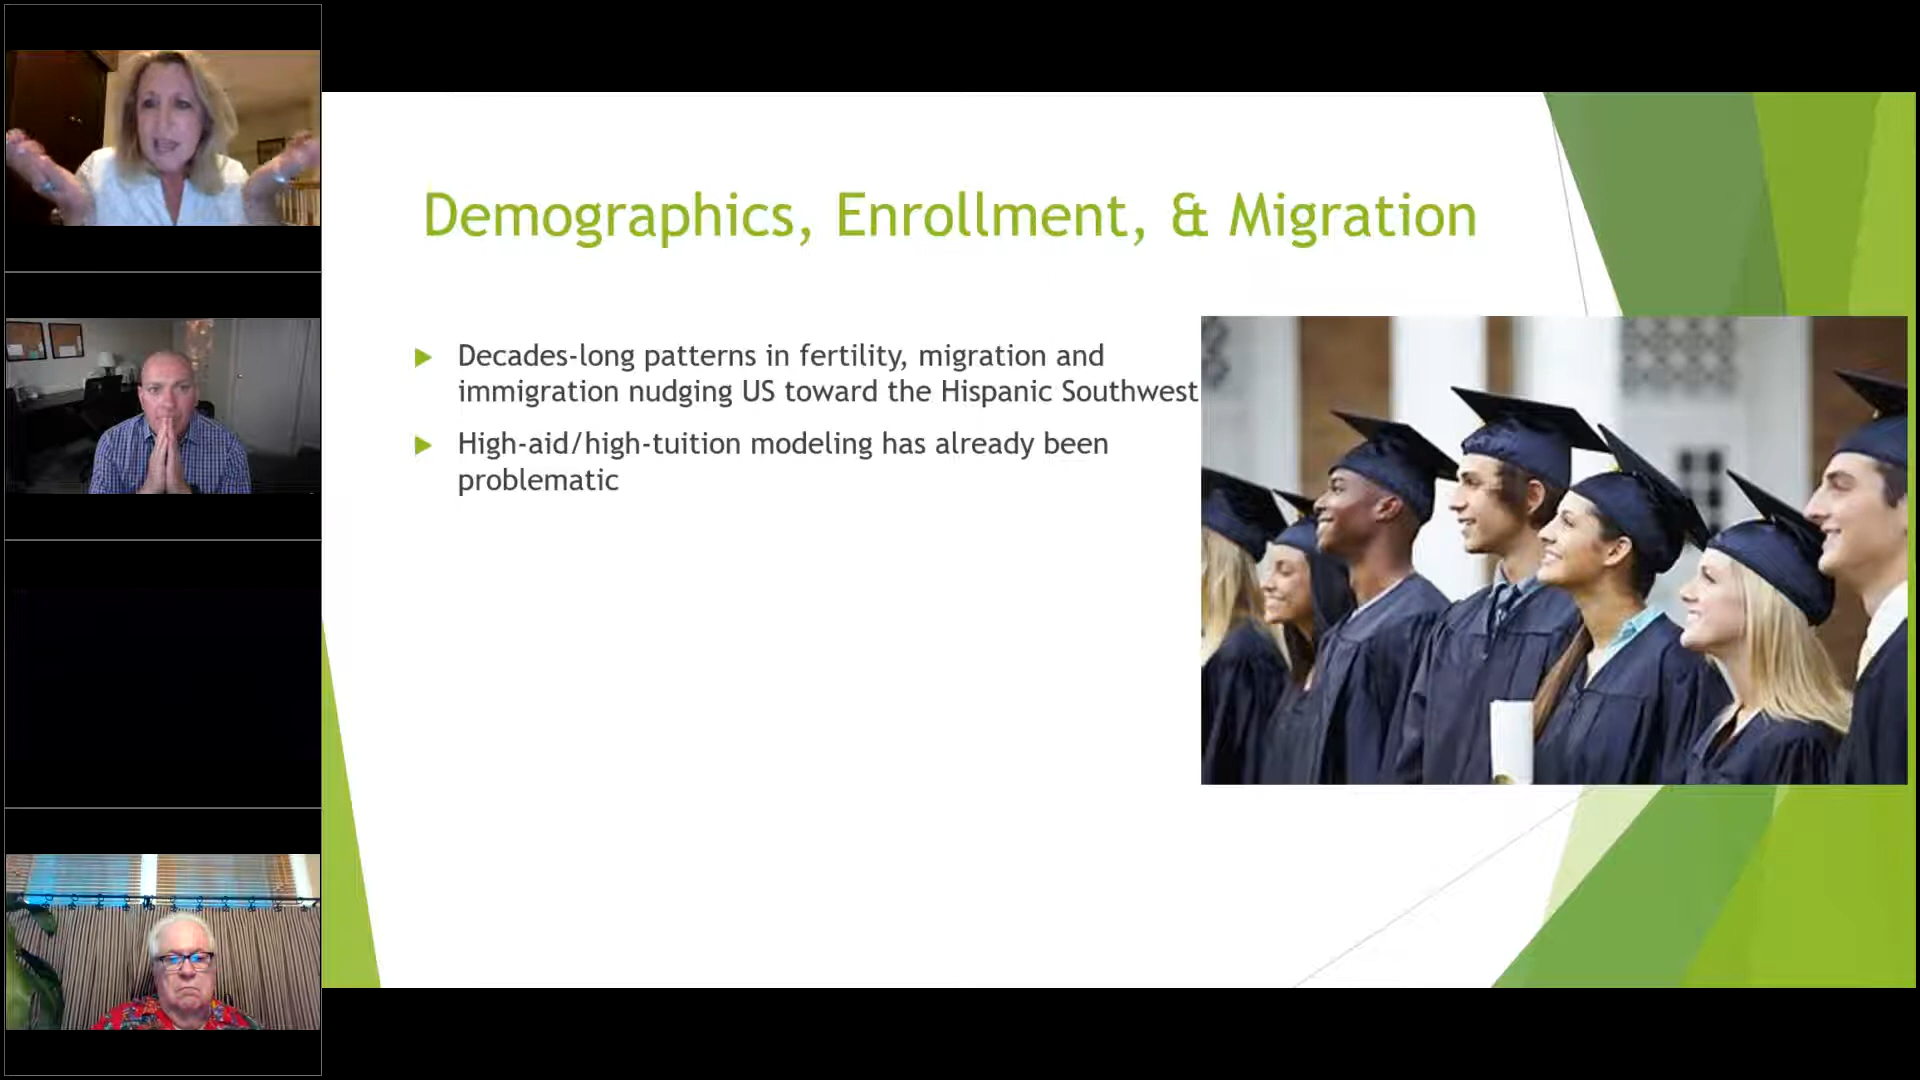 Demographics, Enrollment, & Migration
Decades-long patterns in fertility, migration and
immigration nudging US toward the Hispanic Southwest
High-aid/high-tuition modeling has already been
problematic